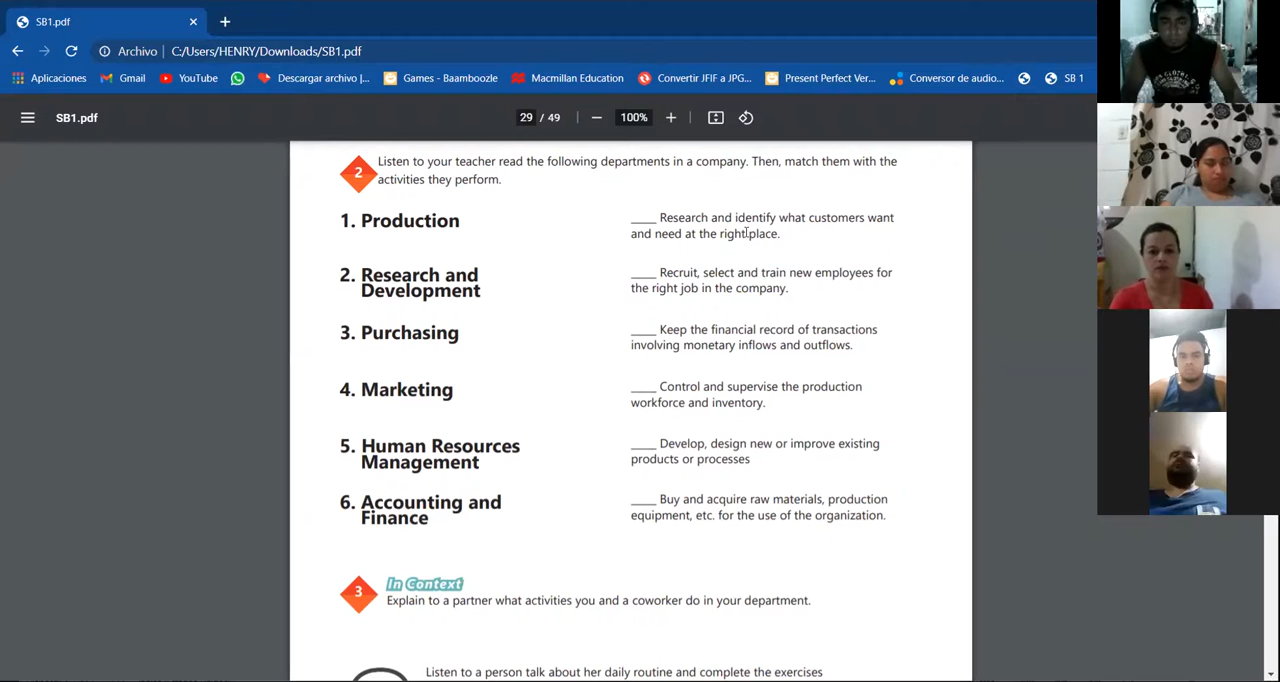 SB1.pdf
Archivo | C:/Users/HENRY/Downloads/SB1.pdf
Aplicaciones Gmail YouTube Descargar archivo |... Games - Baamboozle Macmillan Education Convertir JFIF a JPG... Present Perfect Ver... Conversor de audio... SB 1
SB1.pdf 29 / 49 100%
2 Listen to your teacher read the following departments in a company. Then, match them with the
activities they perform.
1. Production
____ Research and identify what customers want
and need at the right place.
2. Research and
Development
____ Recruit, select and train new employees for
the right job in the company.
3. Purchasing
____ Keep the financial record of transactions
involving monetary inflows and outflows.
4. Marketing
____ Control and supervise the production
workforce and inventory.
5. Human Resources
Management
____ Develop, design new or improve existing
products or processes
6. Accounting and
Finance
____ Buy and acquire raw materials, production
equipment, etc. for the use of the organization.
3 In Context
Explain to a partner what activities you and a coworker do in your department.
Listen to a person talk about her daily routine and complete the exercises